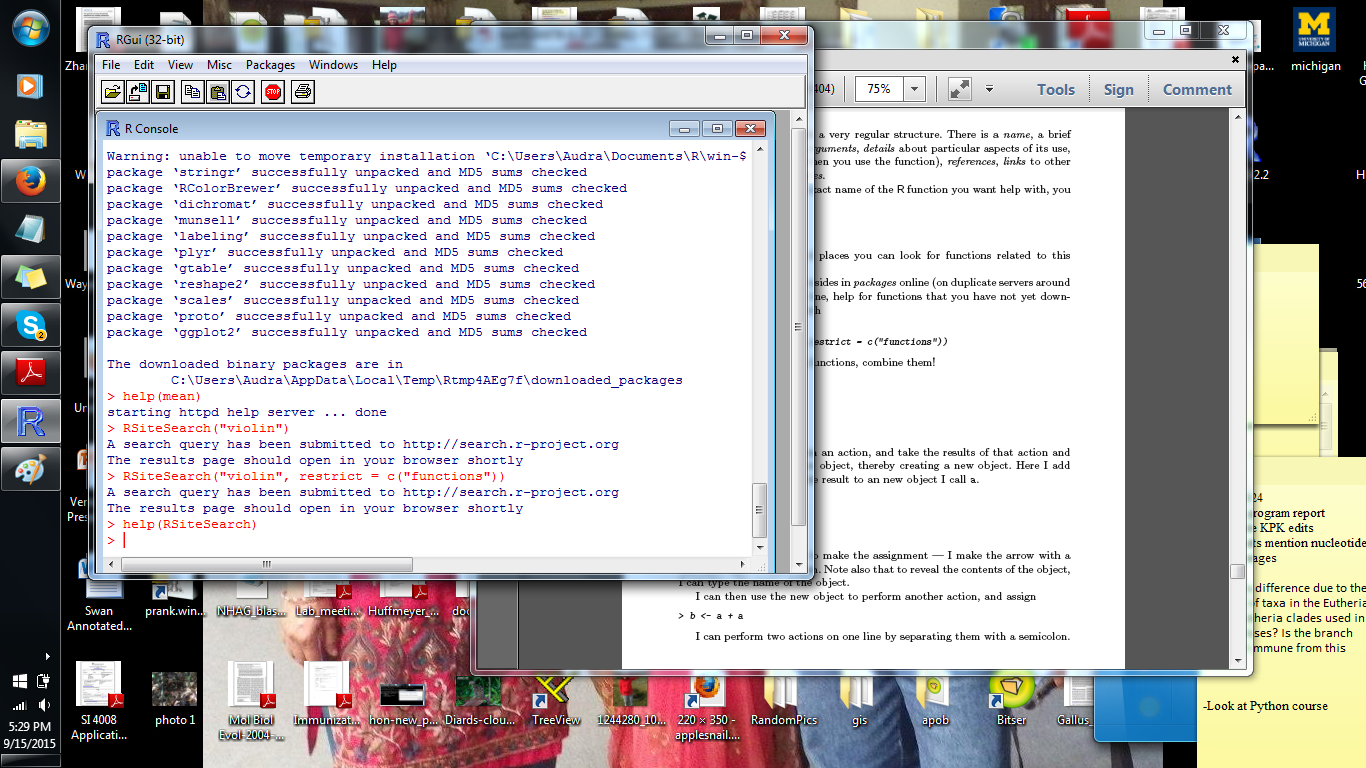 RGui (32-bit)
File Edit View Misc Packages Windows Help
STOP
R Console
Warning: unable to move temporary installation ‘C:\Users\Audra\Documents\R\win-$
package ‘stringr’ successfully unpacked and MD5 sums checked
package ‘RColorBrewer’ successfully unpacked and MD5 sums checked
package ‘dichromat’ successfully unpacked and MD5 sums checked
package ‘munsell’ successfully unpacked and MD5 sums checked
package ‘labeling’ successfully unpacked and MD5 sums checked
package ‘plyr’ successfully unpacked and MD5 sums checked
package ‘gtable’ successfully unpacked and MD5 sums checked
package ‘reshape2’ successfully unpacked and MD5 sums checked
package ‘scales’ successfully unpacked and MD5 sums checked
package ‘proto’ successfully unpacked and MD5 sums checked
package ‘ggplot2’ successfully unpacked and MD5 sums checked
The downloaded binary packages are in
C:\Users\Audra\AppData\Local\Temp\Rtmp4AEg7f\downloaded_packages
> help(mean)
starting httpd help server ... done
> RSiteSearch("violin")
A search query has been submitted to http://search.r-project.org
The results page should open in your browser shortly
> RSiteSearch("violin", restrict = c("functions"))
A search query has been submitted to http://search.r-project.org
The results page should open in your browser shortly
> help(RSiteSearch)
>
404) 75% Tools Sign Comment
a very regular structure. There is a name, a brief
guments, details about particular aspects of its use,
en you use the function), references, links to other
es.
act name of the R function you want help with, you
places you can look for functions related to this
sides in packages online (on duplicate servers around
ne, help for functions that you have not yet down-
h
restrict = c("functions"))
unctions, combine them!
an action, and take the results of that action and
object, thereby creating a new object. Here I add
e result to an new object I call a.
o make the assignment — I make the arrow with a
n. Note also that to reveal the contents of the object,
I can type the name of the object.
I can then use the new object to perform another action, and assign
> b <- a + a
I can perform two actions on one line by separating them with a semicolon.
UNIVERSITY OF MICHIGAN
michigan
pa...
2.2
24
rogram report
e KPK edits
ts mention nucleotide
ages
difference due to the
f taxa in the Eutheria
heria clades used in
ses? Is the branch
mmune from this
-Look at Python course
Swan Annotated...
prank.win...
NHAG_blas...
Lab_meeti...
Huffmeyer_...
doc
SI4008 Applicati...
photo 1
Mol Biol Evol-2004-...
Immunizat...
hon-new_p...
Diards-clou...
TreeView
1244280_10...
220 × 350 - applesnail....
RandomPics
gis
apob
Bitser
Gallus_
5:29 PM
9/15/2015